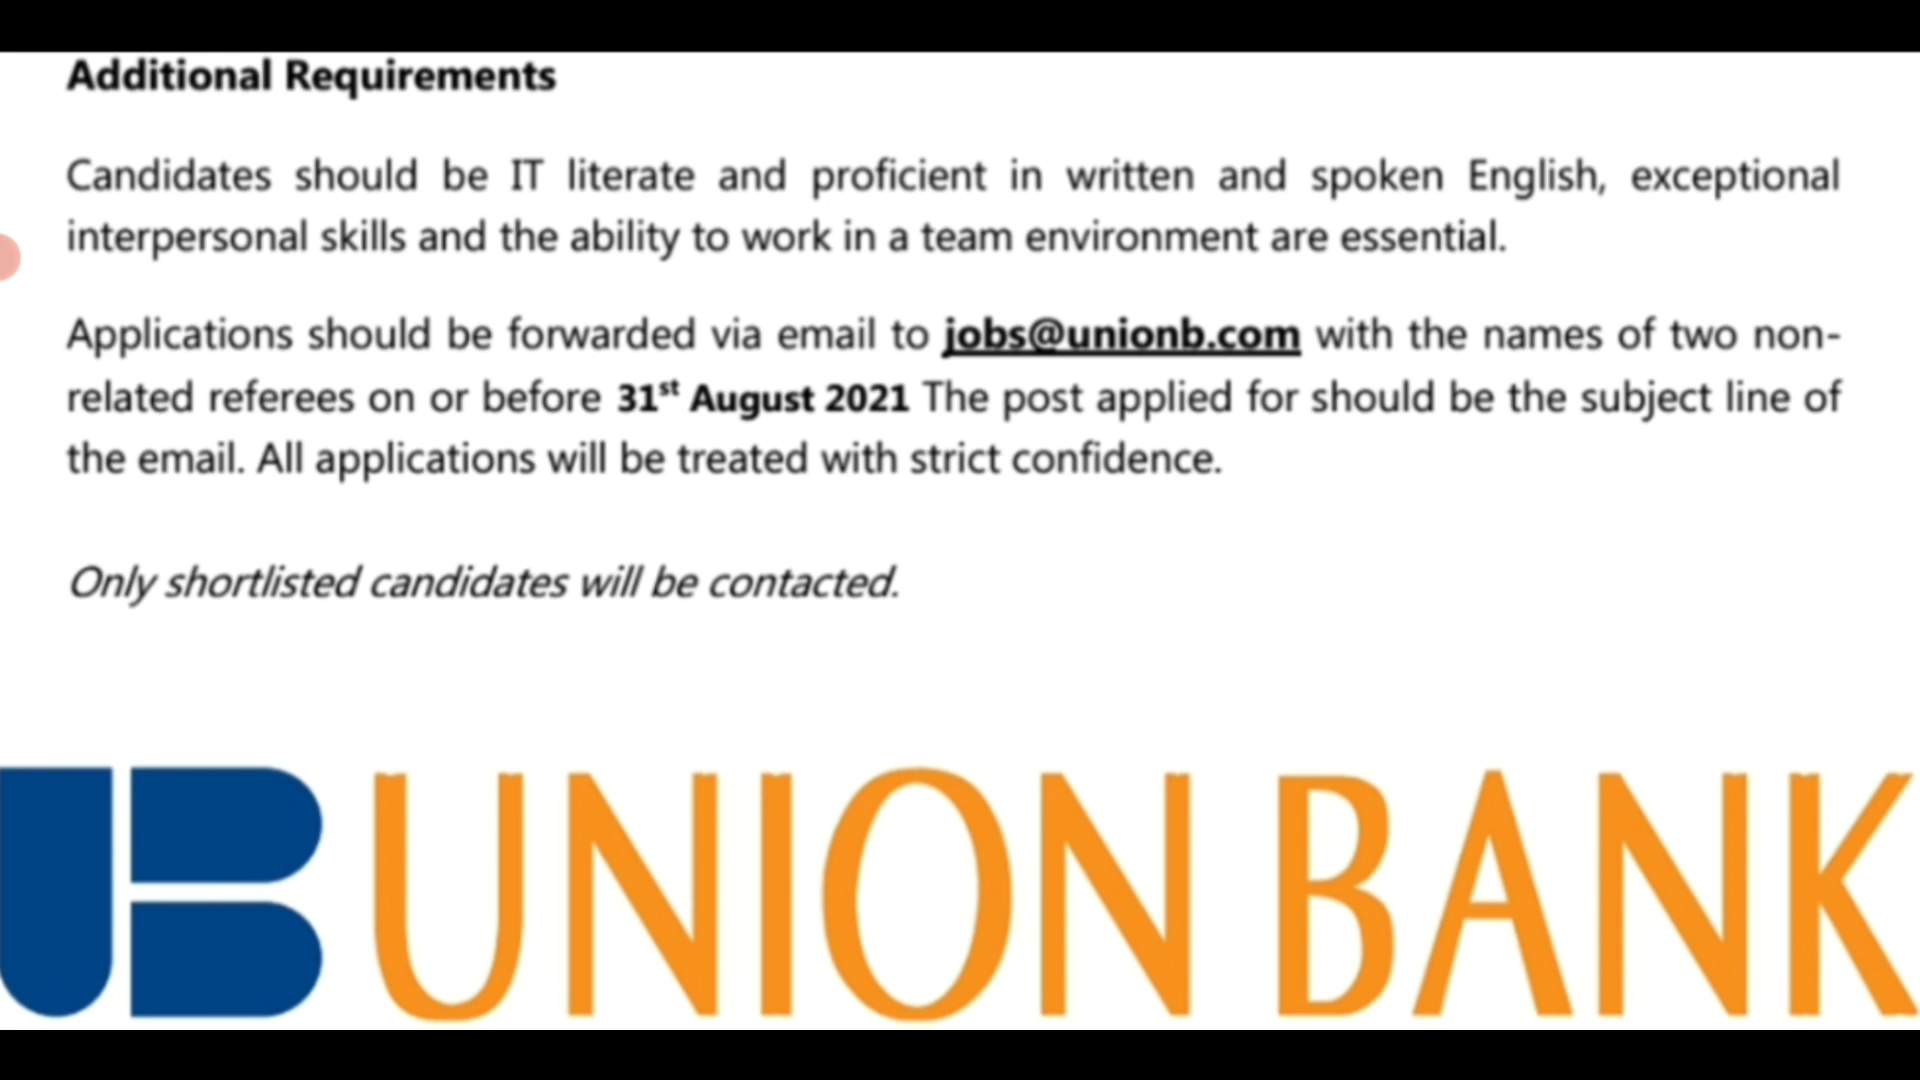 Additional Requirements
Candidates should be IT literate and proficient in written and spoken English, exceptional
interpersonal skills and the ability to work in a team environment are essential.
Applications should be forwarded via email to jobs@unionb.com with the names of two non-
related referees on or before 31st August 2021 The post applied for should be the subject line of
the email. All applications will be treated with strict confidence.
Only shortlisted candidates will be contacted.
UB UNION BANK